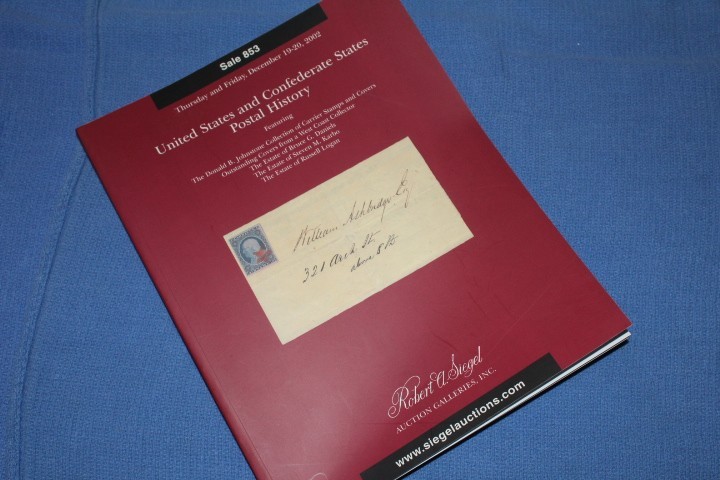 Sale 853
Thursday and Friday, December 19-20, 2002
United States and Confederate States
Postal History
Featuring
The Donald B. Johnstone Collection of Carrier Stamps and Covers
Outstanding Covers from a West Coast Collector
The Estate of Bruce G. Daniels
The Estate of Steven M. Karbo
The Estate of Russell Logan
William Ashbridge Esq
321 Arch St.
above 8th
Robert A. Siegel
AUCTION GALLERIES, INC.
www.siegelauctions.com